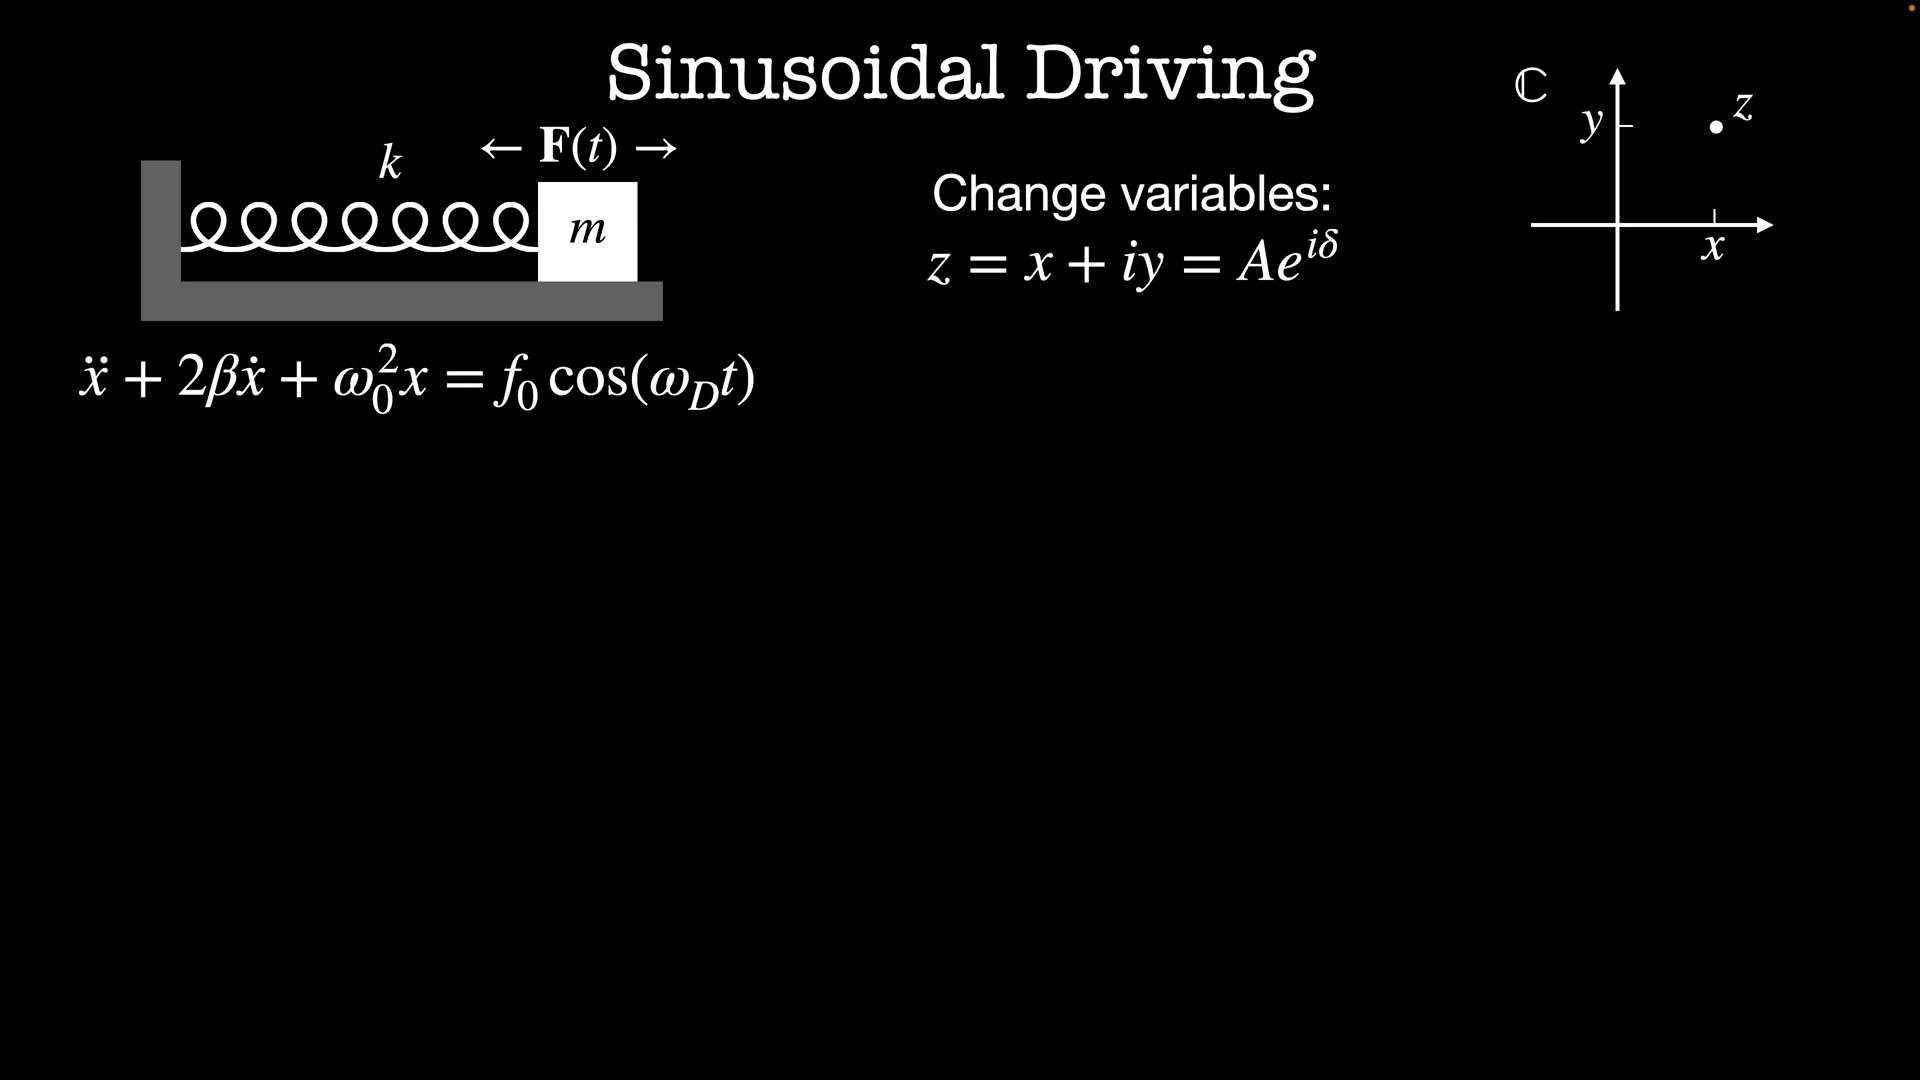 Sinusoidal Driving
k
← F(t) →
m
ẍ + 2βẋ + ω₀²x = f₀ cos(ω_D t)
Change variables:
z = x + iy = Ae^{iδ}
ℂ
y
z
x